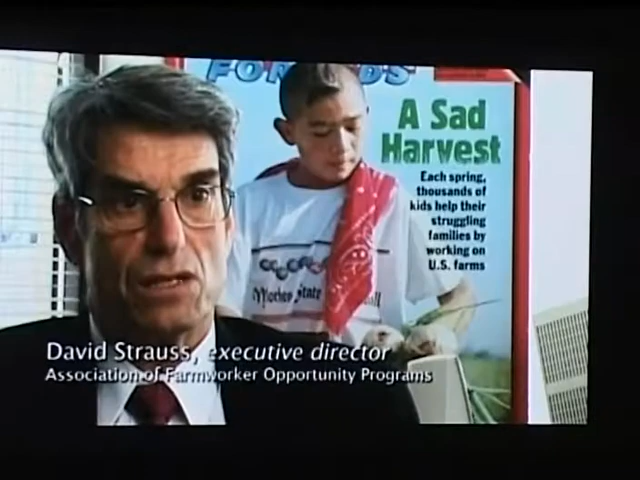 FOR KIDS
A Sad
Harvest
Each spring,
thousands of
kids help their
struggling
families by
working on
U.S. farms
David Strauss, executive director
Association of Farmworker Opportunity Programs